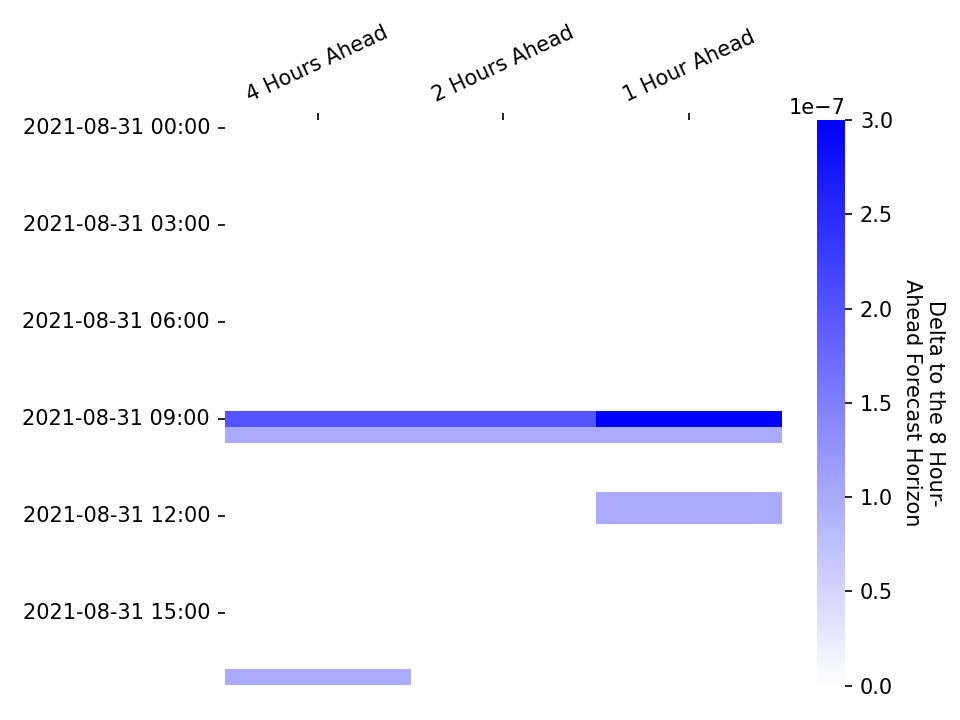 4 Hours Ahead
2 Hours Ahead
1 Hour Ahead
1e−7
2021-08-31 00:00
2021-08-31 03:00
2021-08-31 06:00
2021-08-31 09:00
2021-08-31 12:00
2021-08-31 15:00
3.0
2.5
2.0
1.5
1.0
0.5
0.0
Delta to the 8 Hour-
Ahead Forecast Horizon